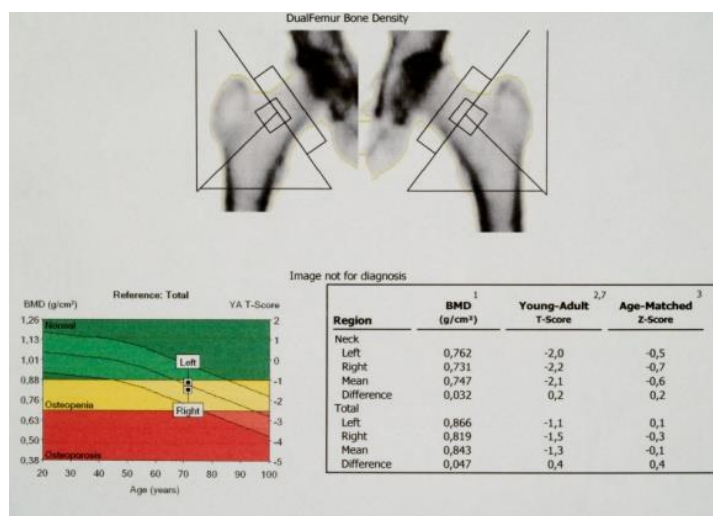 DualFemur Bone Density
Image not for diagnosis
Reference: Total
BMD (g/cm²) YA T-Score
1,26 2
1,13 1
1,01 0
0,88 -1
0,76 -2
0,63 -3
0,50 -4
0,38 -5
Normal
Osteopenia
Osteoporosis
Left
Right
20 30 40 50 60 70 80 90 100
Age (years)
1 2,7 3
BMD Young-Adult Age-Matched
Region (g/cm²) T-Score Z-Score
Neck
Left 0,762 -2,0 -0,5
Right 0,731 -2,2 -0,7
Mean 0,747 -2,1 -0,6
Difference 0,032 0,2 0,2
Total
Left 0,866 -1,1 0,1
Right 0,819 -1,5 -0,3
Mean 0,843 -1,3 -0,1
Difference 0,047 0,4 0,4